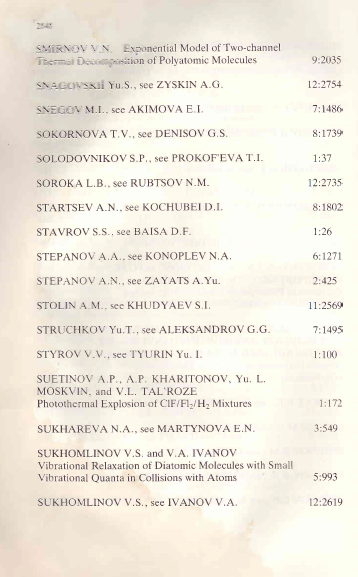 2848
SMIRNOV V.N. Exponential Model of Two-channel
Thermal Decomposition of Polyatomic Molecules 9:2035
SNAGOVSKII Yu.S., see ZYSKIN A.G. 12:2754
SNEGOV M.I., see AKIMOVA E.I. 7:1486
SOKORNOVA T.V., see DENISOV G.S. 8:1739
SOLODOVNIKOV S.P., see PROKOF'EVA T.I. 1:37
SOROKA L.B., see RUBTSOV N.M. 12:2735
STARTSEV A.N., see KOCHUBEI D.I. 8:1802
STAVROV S.S., see BAISA D.F. 1:26
STEPANOV A.A., see KONOPLEV N.A. 6:1271
STEPANOV A.N., see ZAYATS A.Yu. 2:425
STOLIN A.M., see KHUDYAEV S.I. 11:2569
STRUCHKOV Yu.T., see ALEKSANDROV G.G. 7:1495
STYROV V.V., see TYURIN Yu. I. 1:100
SUETINOV A.P., A.P. KHARITONOV, Yu. L.
MOSKVIN, and V.L. TAL'ROZE
Photothermal Explosion of ClF/Fl₂/H₂ Mixtures 1:172
SUKHAREVA N.A., see MARTYNOVA E.N. 3:549
SUKHOMLINOV V.S. and V.A. IVANOV
Vibrational Relaxation of Diatomic Molecules with Small
Vibrational Quanta in Collisions with Atoms 5:993
SUKHOMLINOV V.S., see IVANOV V.A. 12:2619